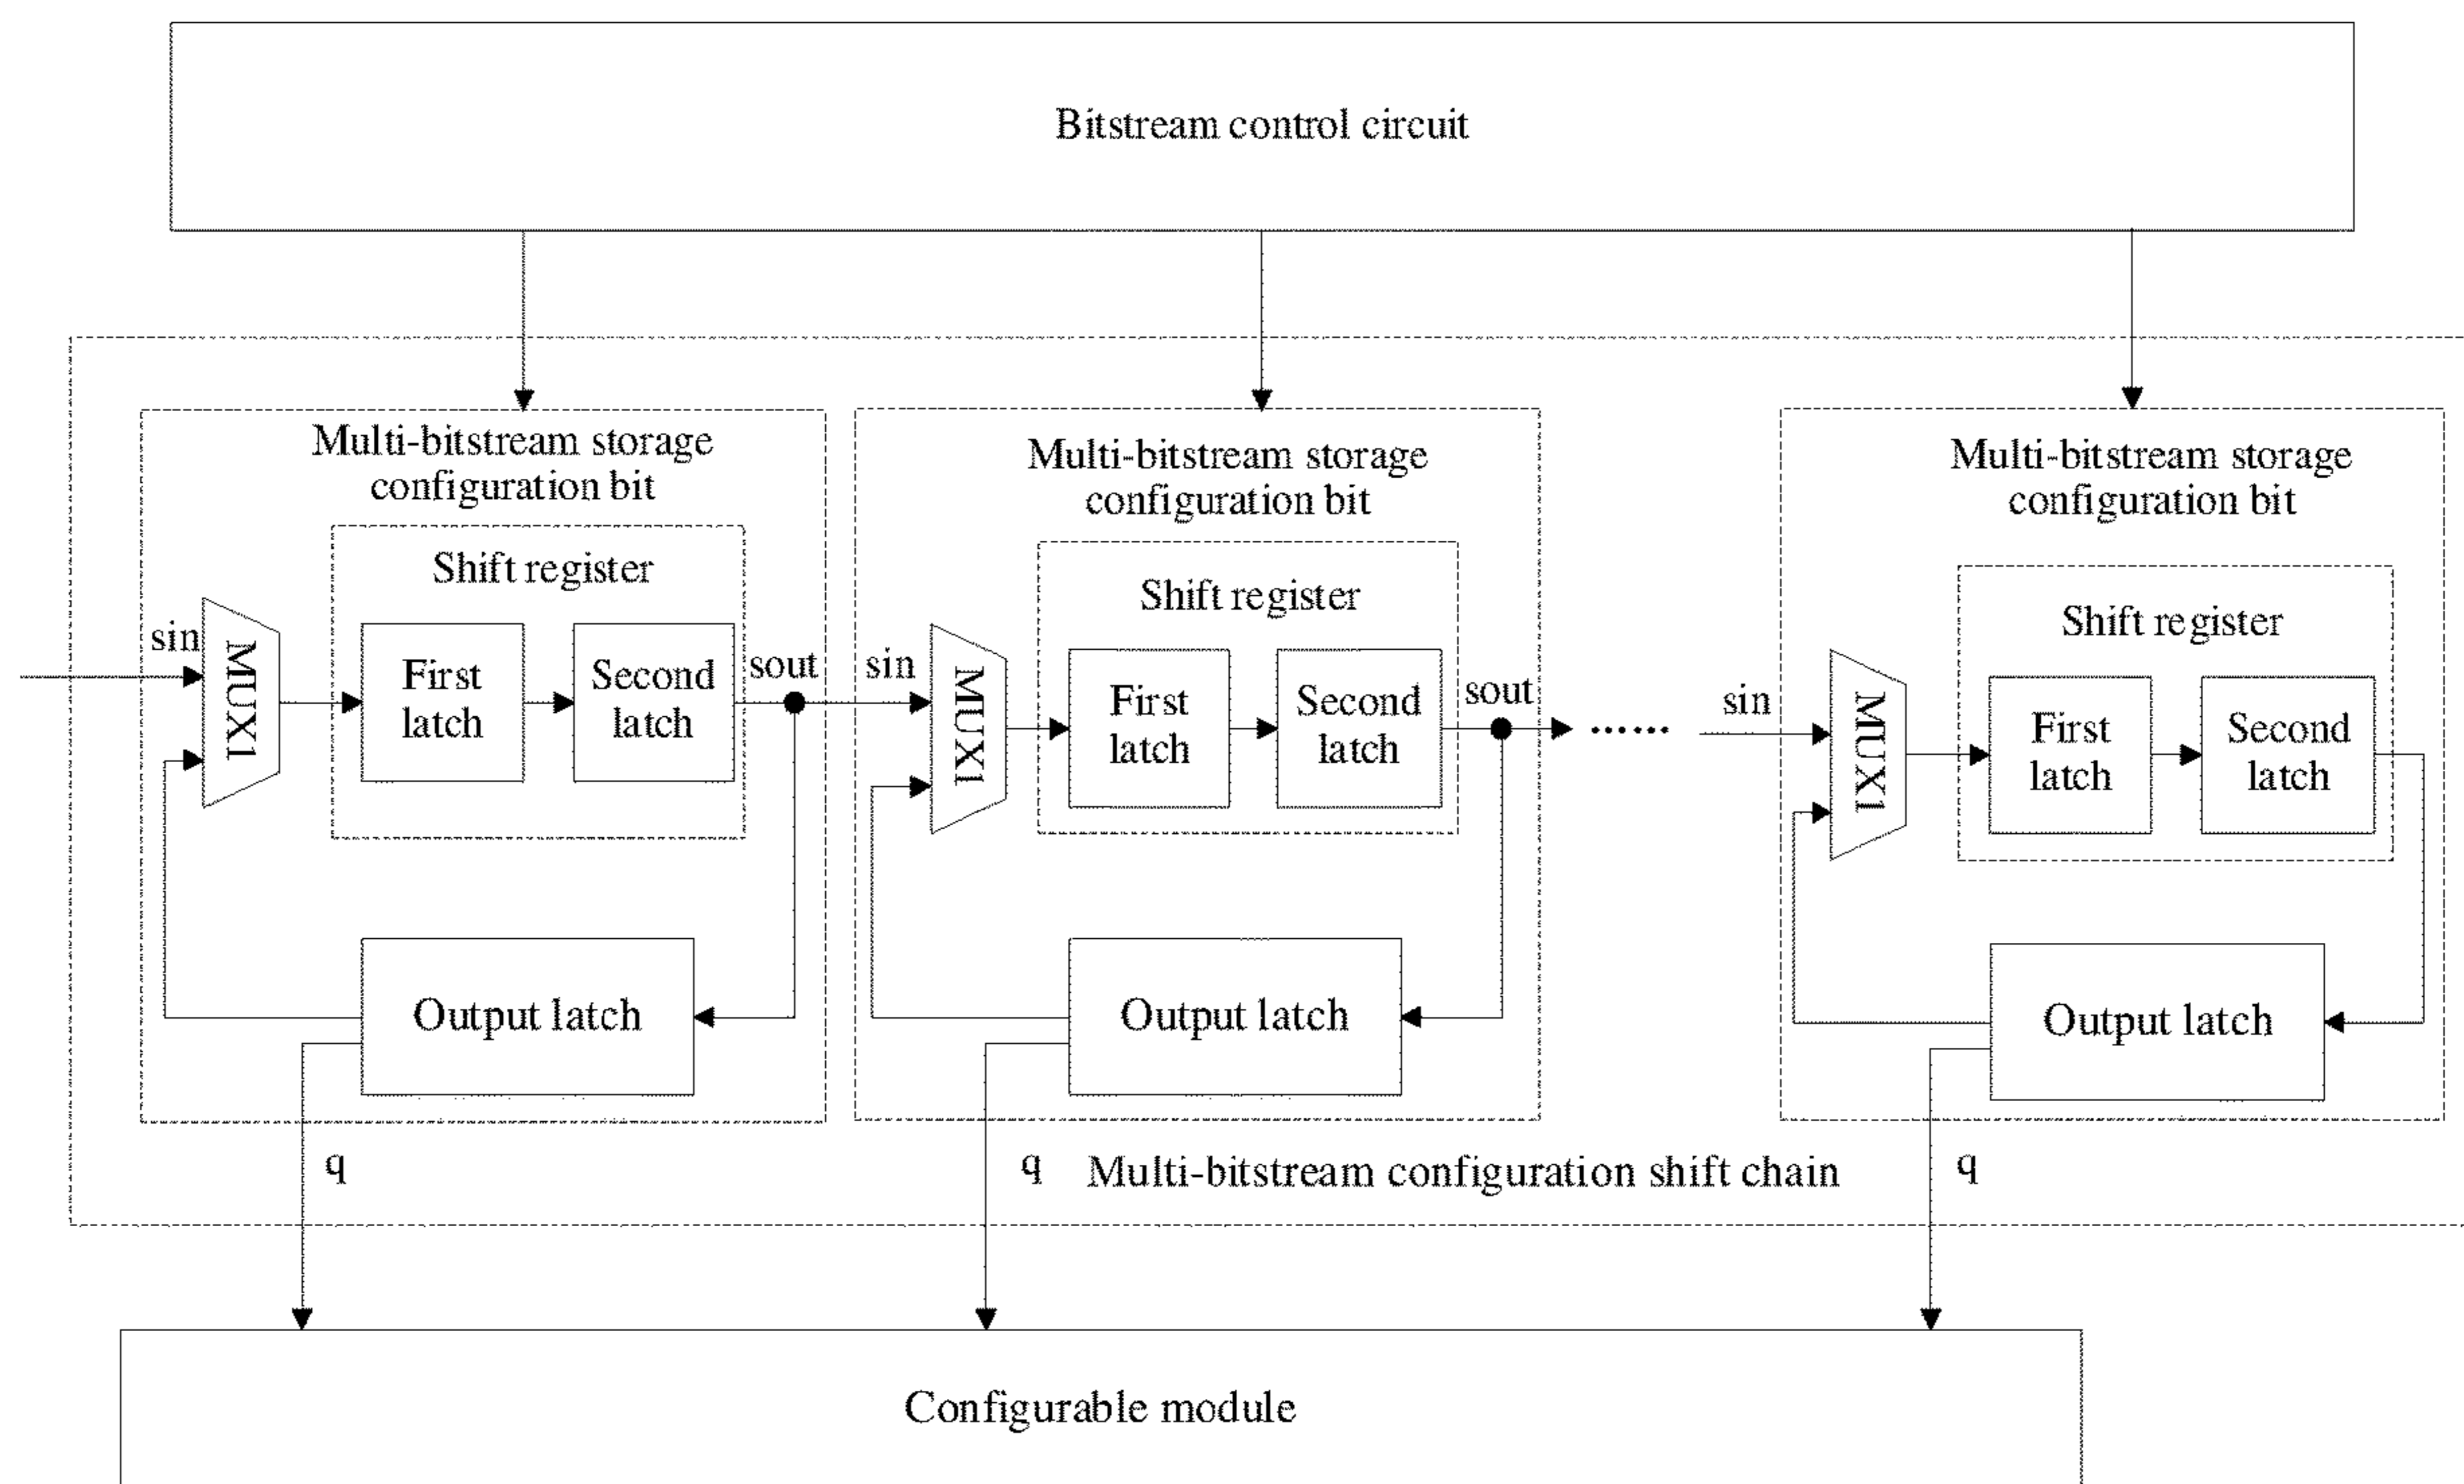 Bitstream control circuit
Multi-bitstream storage
configuration bit
Shift register
sin
MUX1
First
latch
Second
latch
sout
Output latch
q
Multi-bitstream storage
configuration bit
Shift register
sin
MUX1
First
latch
Second
latch
sout
Output latch
q
......
Multi-bitstream storage
configuration bit
Shift register
sin
MUX1
First
latch
Second
latch
Output latch
q
Multi-bitstream configuration shift chain
Configurable module